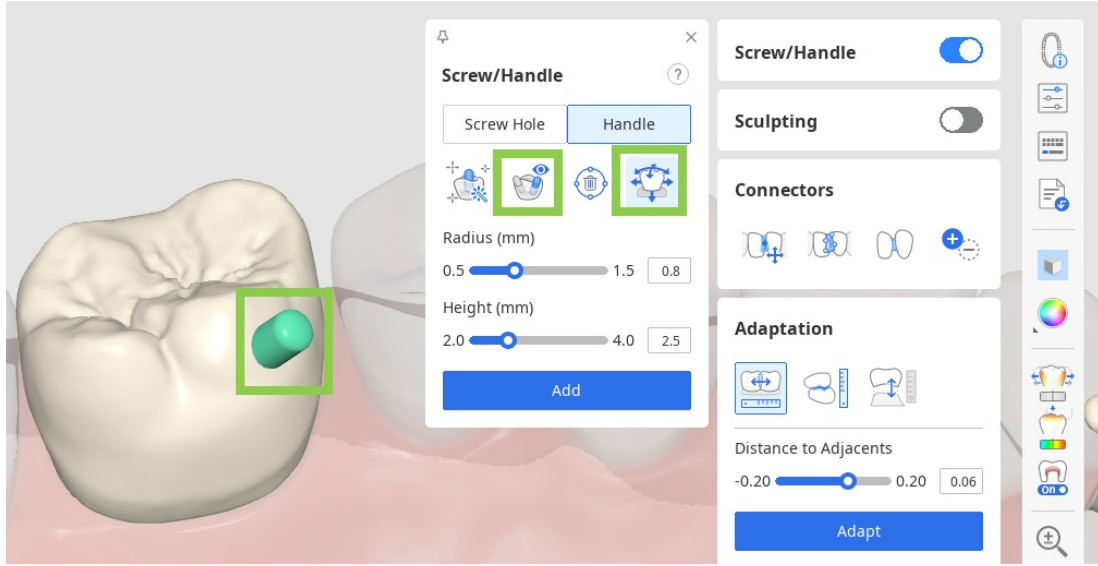 Screw/Handle
?
Screw Hole
Handle
Radius (mm)
0.5
1.5
0.8
Height (mm)
2.0
4.0
2.5
Add
Screw/Handle
Sculpting
Connectors
Adaptation
Distance to Adjacents
-0.20
0.20
0.06
Adapt
on